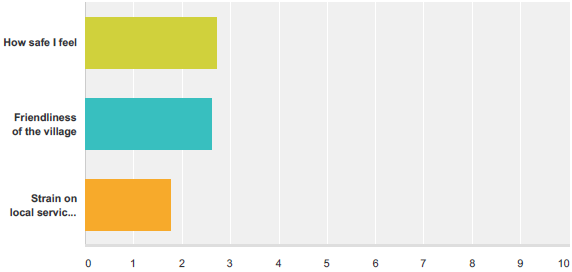 How safe I feel
Friendliness
of the village
Strain on
local servic...
0 1 2 3 4 5 6 7 8 9 10